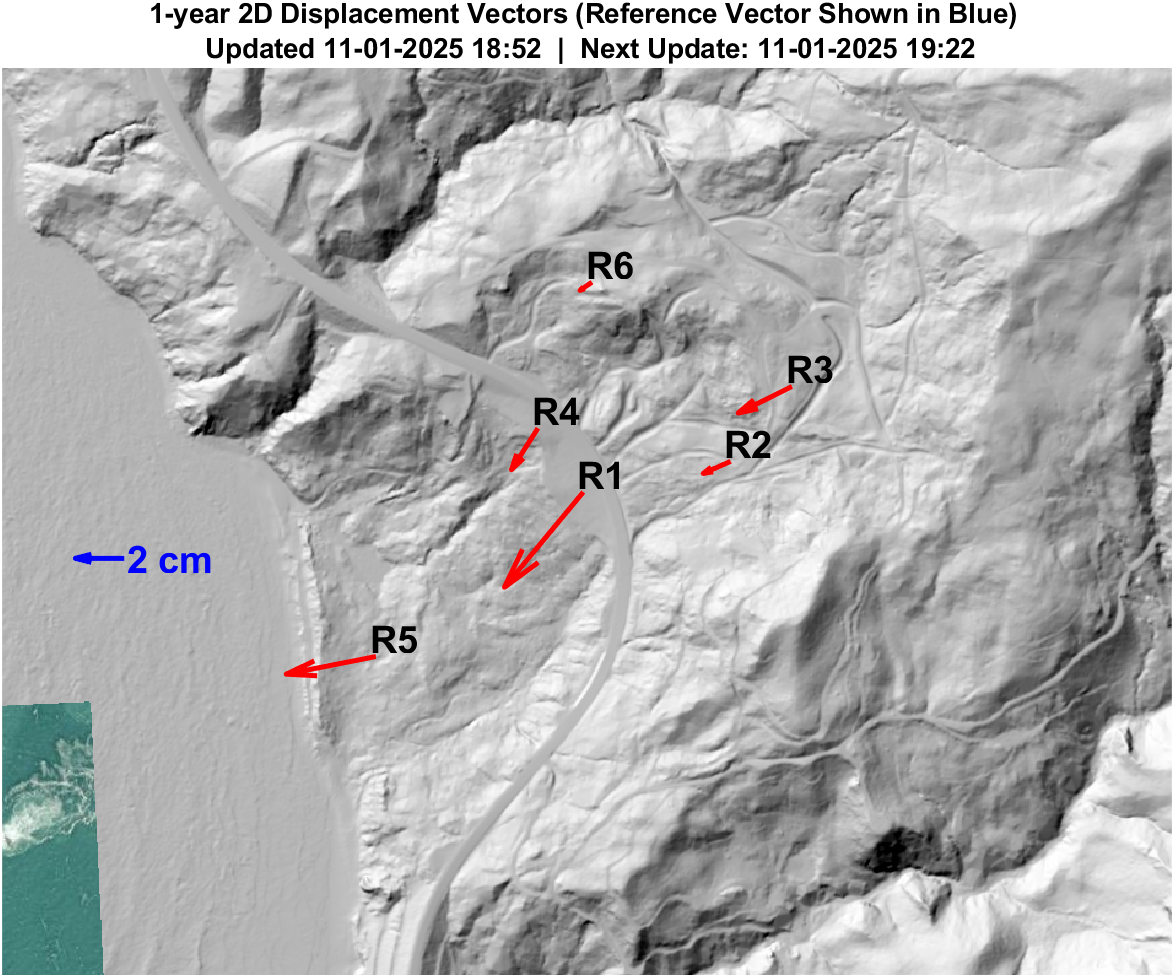 1-year 2D Displacement Vectors (Reference Vector Shown in Blue)
Updated 11-01-2025 18:52 | Next Update: 11-01-2025 19:22
R6
R3
R4
R2
R1
2 cm
R5